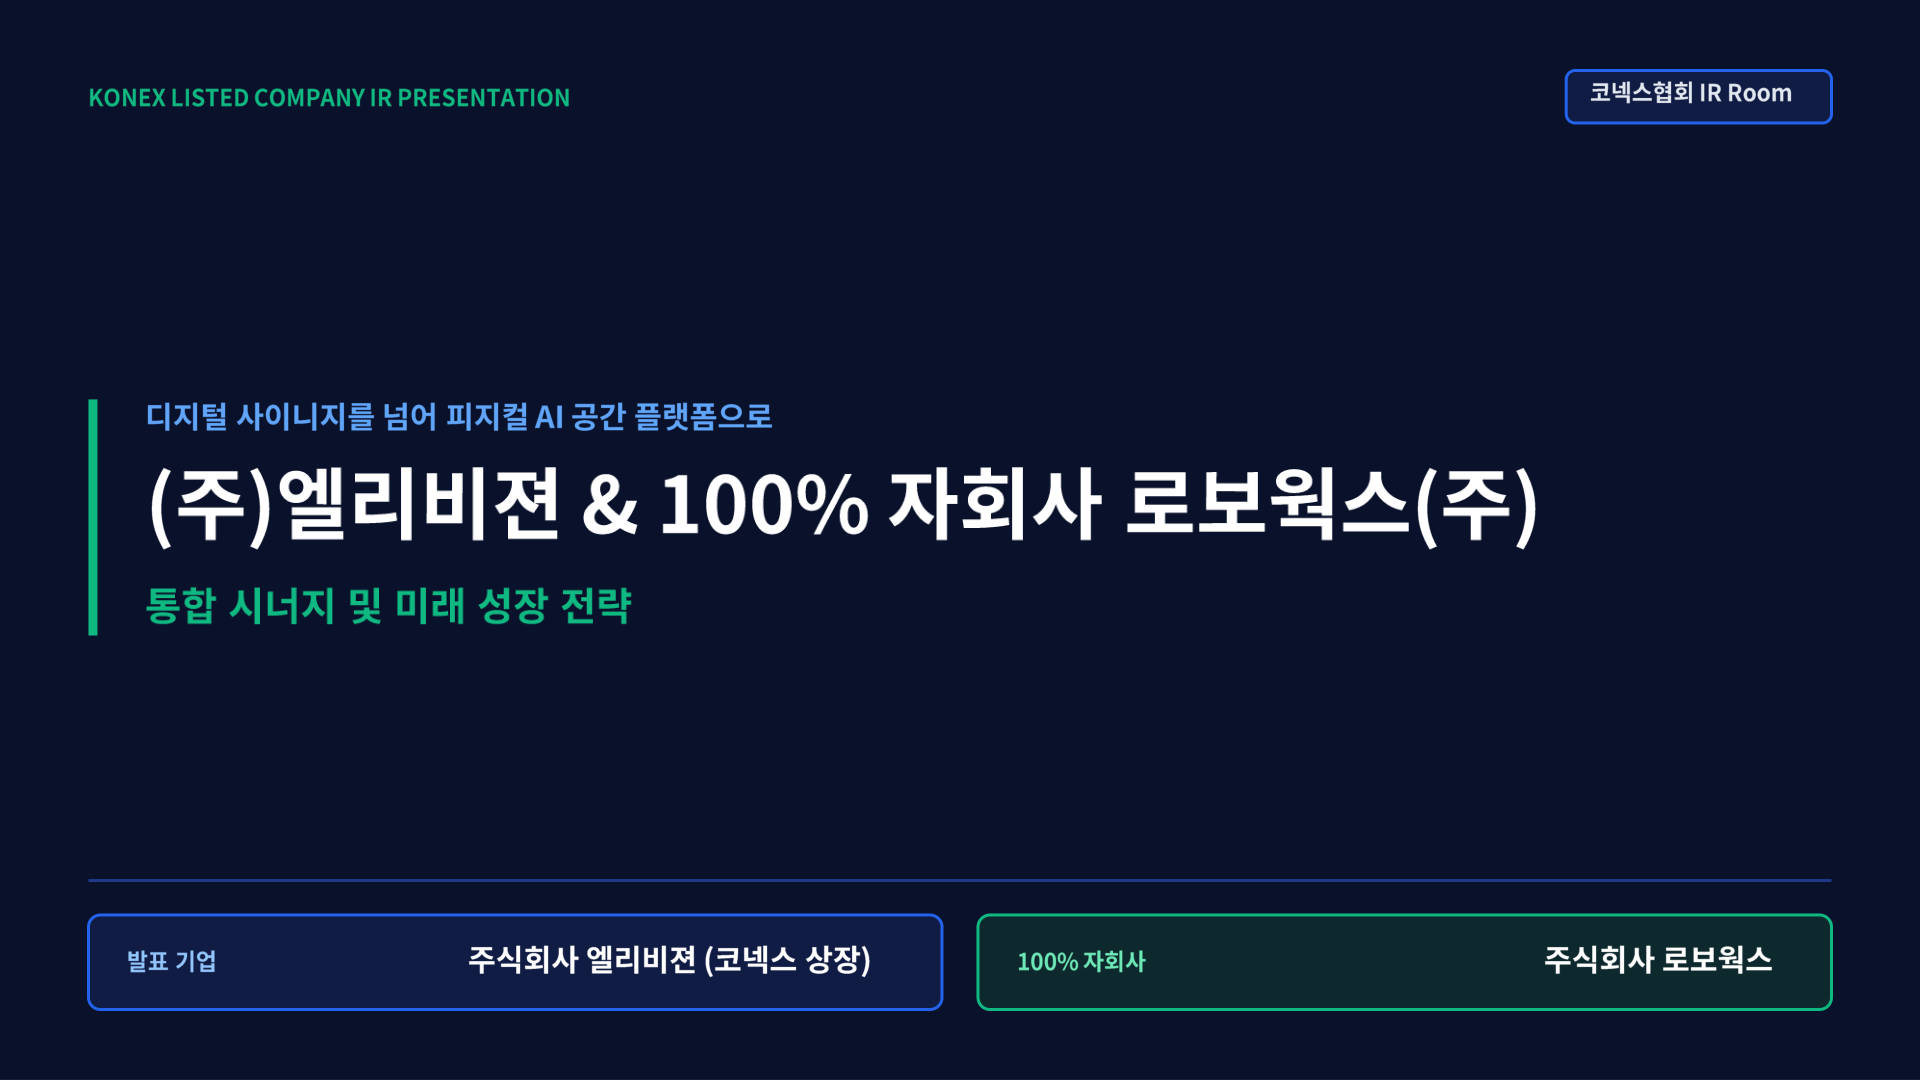 KONEX LISTED COMPANY IR PRESENTATION
코넥스협회 IR Room
디지털 사이니지를 넘어 피지컬 AI 공간 플랫폼으로
(주)엘리비젼 & 100% 자회사 로보웍스(주)
통합 시너지 및 미래 성장 전략
발표 기업
주식회사 엘리비젼 (코넥스 상장)
100% 자회사
주식회사 로보웍스